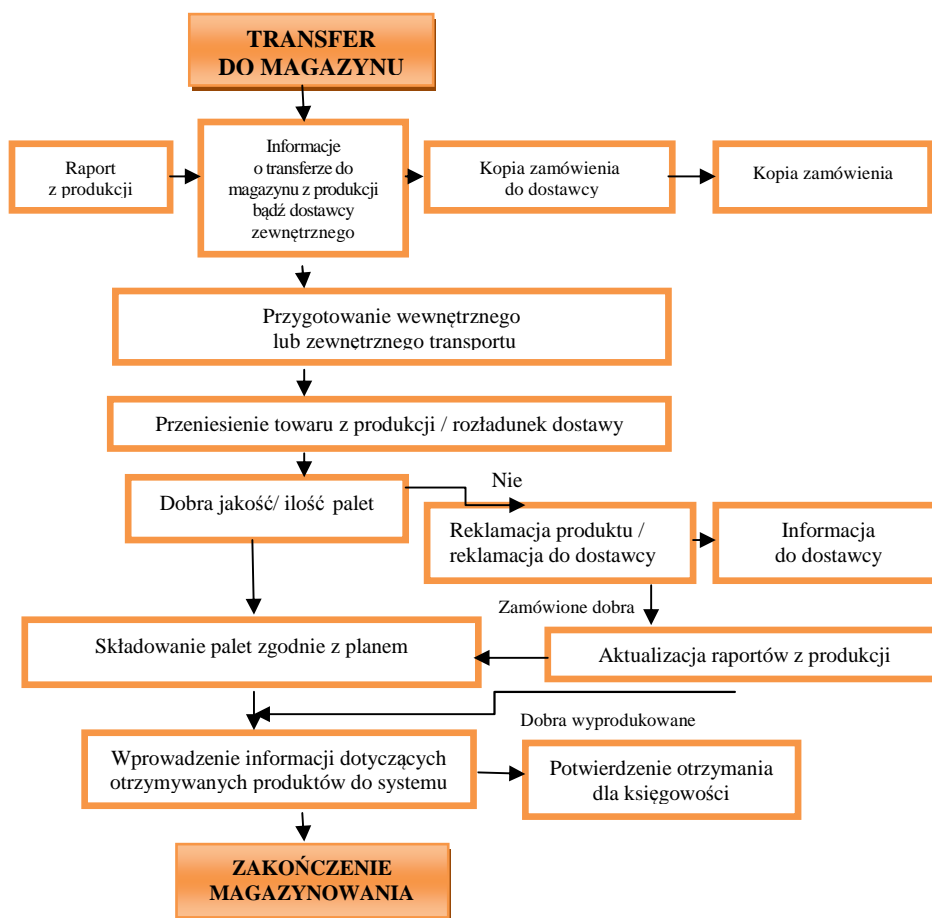 TRANSFER
DO MAGAZYNU
Raport
z produkcji
Informacje
o transferze do
magazynu z produkcji
bądź dostawcy
zewnętrznego
Kopia zamówienia
do dostawcy
Kopia zamówienia
Przygotowanie wewnętrznego
lub zewnętrznego transportu
Przeniesienie towaru z produkcji / rozładunek dostawy
Dobra jakość/ ilość palet
Nie
Reklamacja produktu /
reklamacja do dostawcy
Informacja
do dostawcy
Zamówione dobra
Składowanie palet zgodnie z planem
Aktualizacja raportów z produkcji
Dobra wyprodukowane
Wprowadzenie informacji dotyczących
otrzymywanych produktów do systemu
Potwierdzenie otrzymania
dla księgowości
ZAKOŃCZENIE
MAGAZYNOWANIA